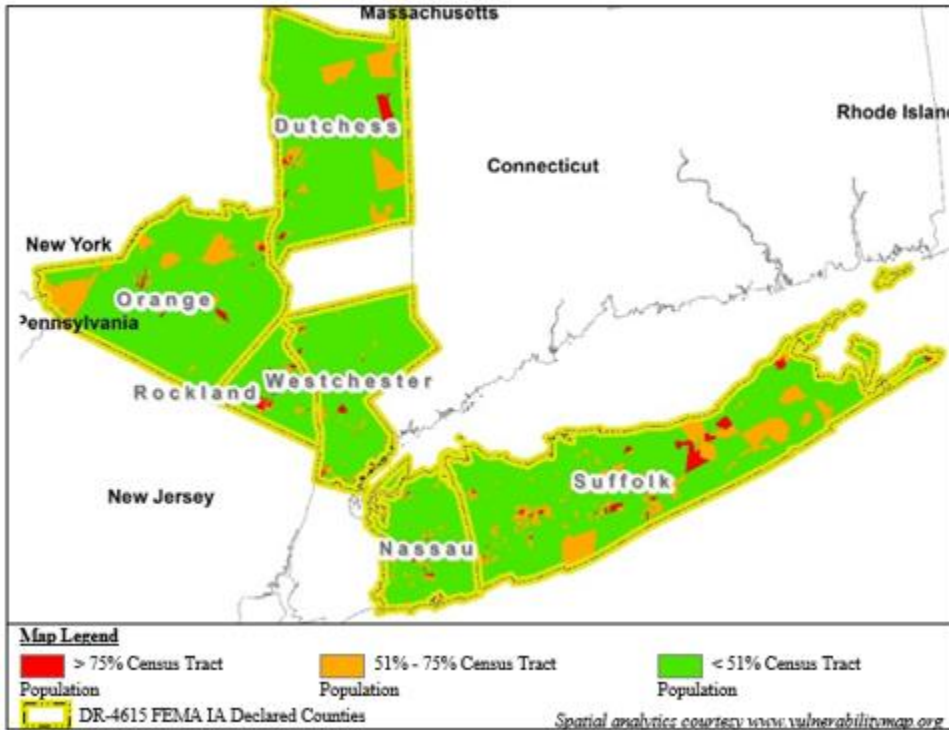 Massachusetts
Rhode Island
Dutchess
Connecticut
New York
Orange
Pennsylvania
Rockland
Westchester
Suffolk
New Jersey
Nassau
Map Legend
> 75% Census Tract Population
51% - 75% Census Tract Population
< 51% Census Tract Population
DR-4615 FEMA IA Declared Counties
Spatial analytics courtesy www.vulnerabilitymap.org